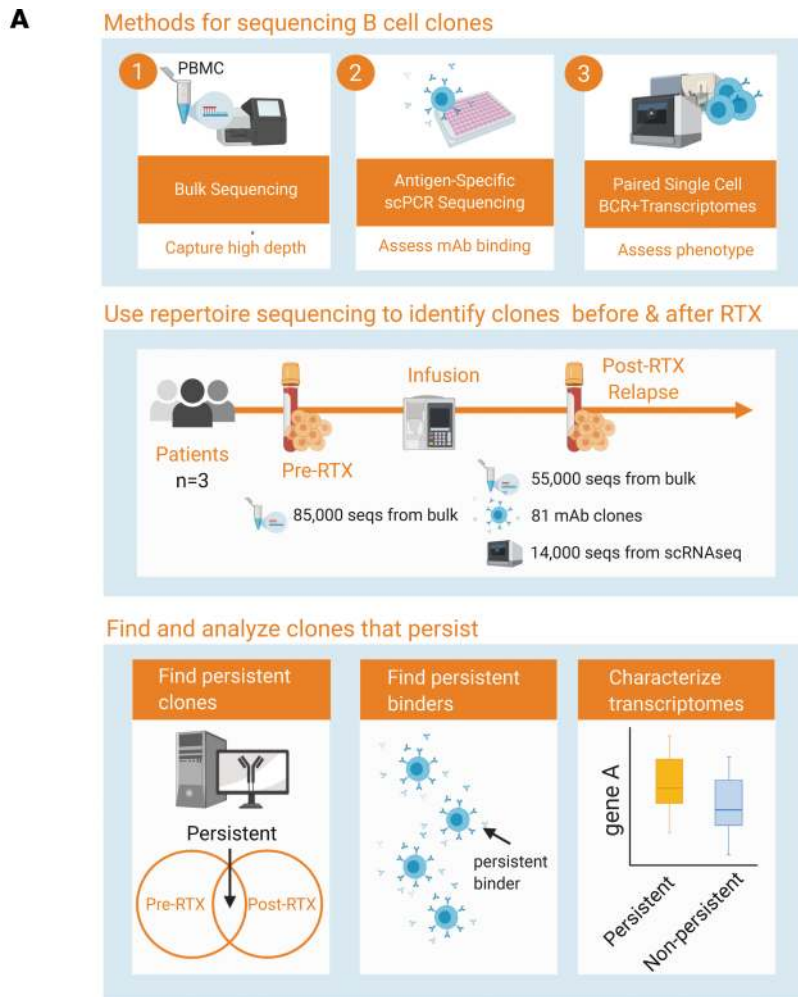 A
Methods for sequencing B cell clones
1
PBMC
Bulk Sequencing
Capture high depth
2
Antigen-Specific
scPCR Sequencing
Assess mAb binding
3
Paired Single Cell
BCR+Transcriptomes
Assess phenotype
Use repertoire sequencing to identify clones before & after RTX
Patients
n=3
Pre-RTX
Infusion
Post-RTX
Relapse
85,000 seqs from bulk
55,000 seqs from bulk
81 mAb clones
14,000 seqs from scRNAseq
Find and analyze clones that persist
Find persistent
clones
Persistent
Pre-RTX
Post-RTX
Find persistent
binders
persistent
binder
Characterize
transcriptomes
gene A
Persistent
Non-persistent